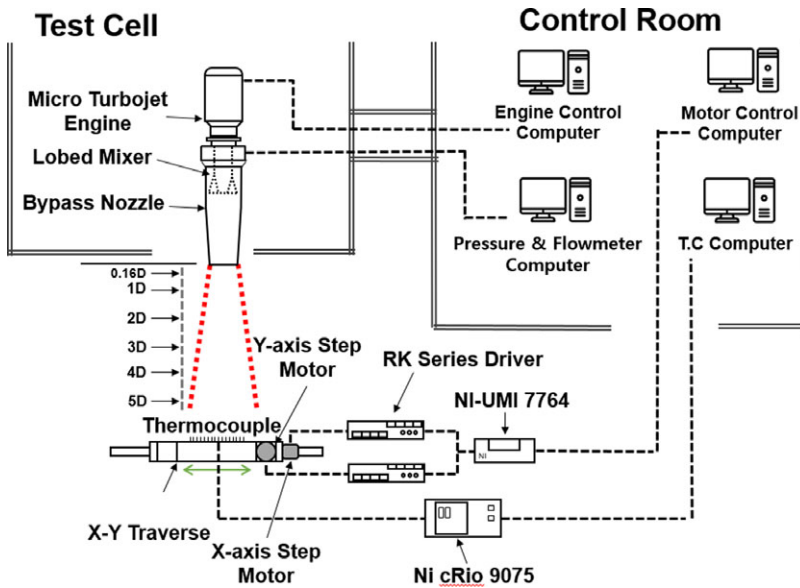 Test Cell
Control Room
Micro Turbojet
Engine
Lobed Mixer
Bypass Nozzle
Engine Control
Computer
Motor Control
Computer
Pressure & Flowmeter
Computer
T.C Computer
0.16D
1D
2D
3D
4D
5D
Y-axis Step
Motor
RK Series Driver
NI-UMI 7764
Thermocouple
NI
X-Y Traverse
X-axis Step
Motor
Ni cRio 9075